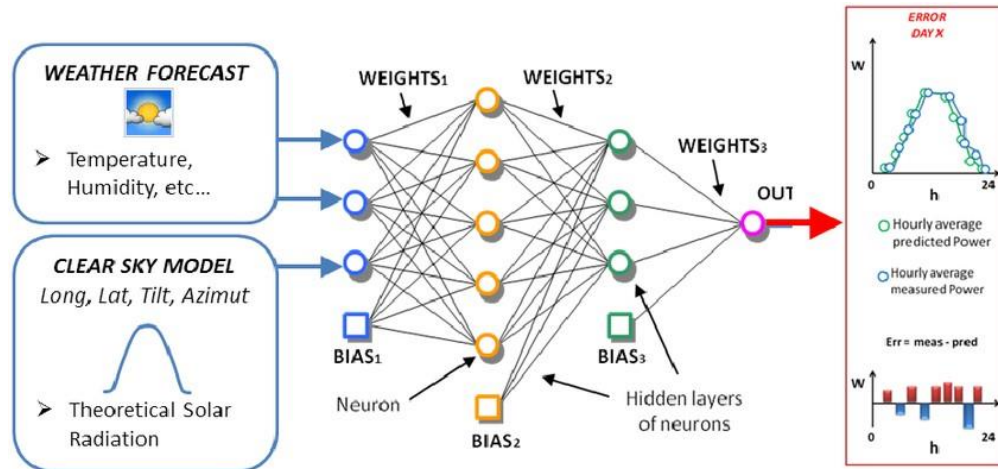 WEATHER FORECAST
➢ Temperature,
Humidity, etc...
CLEAR SKY MODEL
Long, Lat, Tilt, Azimut
➢ Theoretical Solar
Radiation
WEIGHTS1
WEIGHTS2
WEIGHTS3
OUT
BIAS1
BIAS3
Neuron
BIAS2
Hidden layers
of neurons
ERROR
DAY X
W
0
24
h
Hourly average
predicted Power
Hourly average
measured Power
Err = meas - pred
W
0
24
h